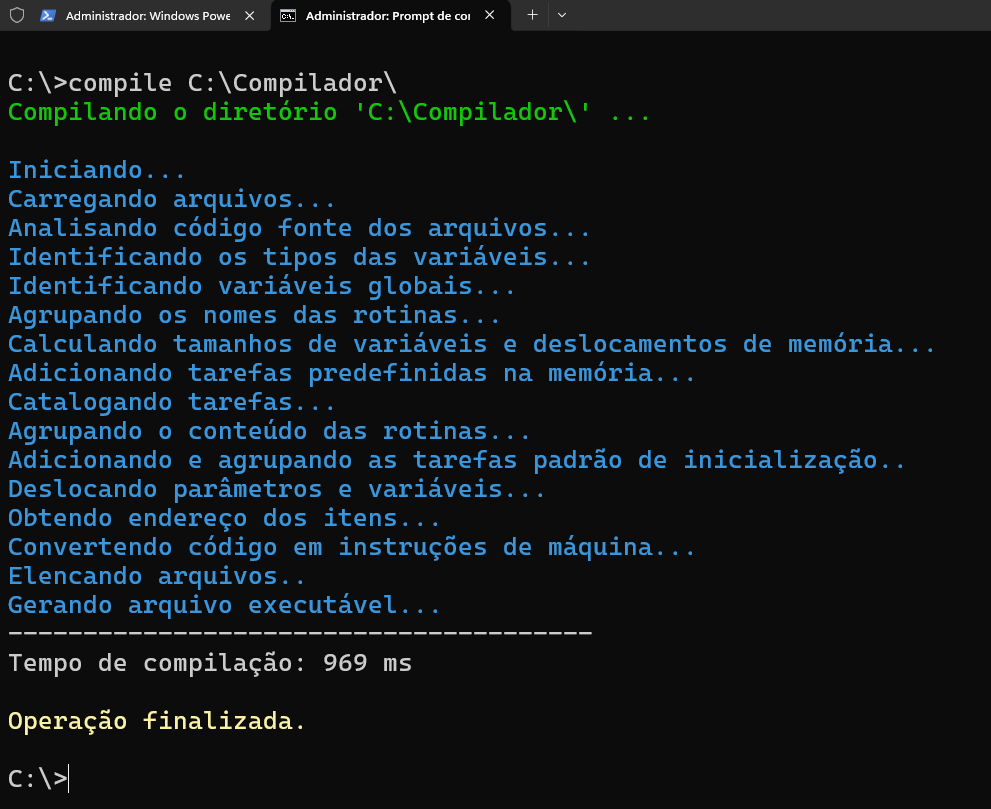 Administrador: Windows Powe
Administrador: Prompt de co
C:\>compile C:\Compilador\
Compilando o diretório 'C:\Compilador\' ...
Iniciando...
Carregando arquivos...
Analisando código fonte dos arquivos...
Identificando os tipos das variáveis...
Identificando variáveis globais...
Agrupando os nomes das rotinas...
Calculando tamanhos de variáveis e deslocamentos de memória...
Adicionando tarefas predefinidas na memória...
Catalogando tarefas...
Agrupando o conteúdo das rotinas...
Adicionando e agrupando as tarefas padrão de inicialização..
Deslocando parâmetros e variáveis...
Obtendo endereço dos itens...
Convertendo código em instruções de máquina...
Elencando arquivos..
Gerando arquivo executável...
---------------------------------------
Tempo de compilação: 969 ms
Operação finalizada.
C:\>